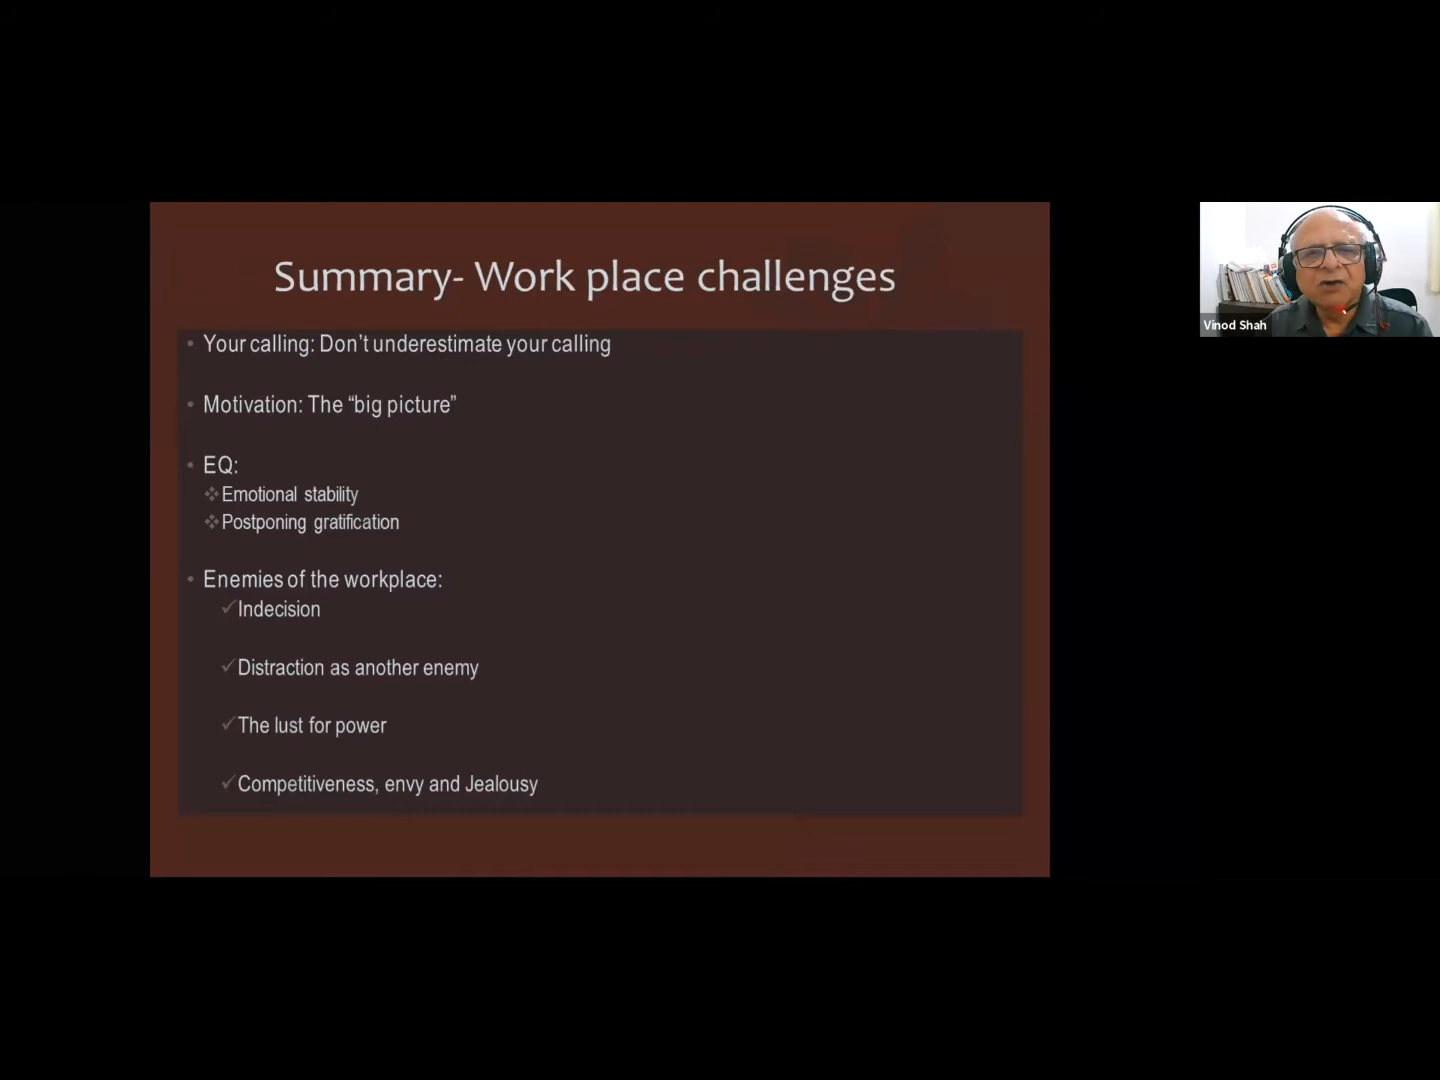 Summary- Work place challenges
• Your calling: Don’t underestimate your calling
• Motivation: The “big picture”
• EQ:
❖Emotional stability
❖Postponing gratification
• Enemies of the workplace:
✓Indecision
✓Distraction as another enemy
✓The lust for power
✓Competitiveness, envy and Jealousy
Vinod Shah